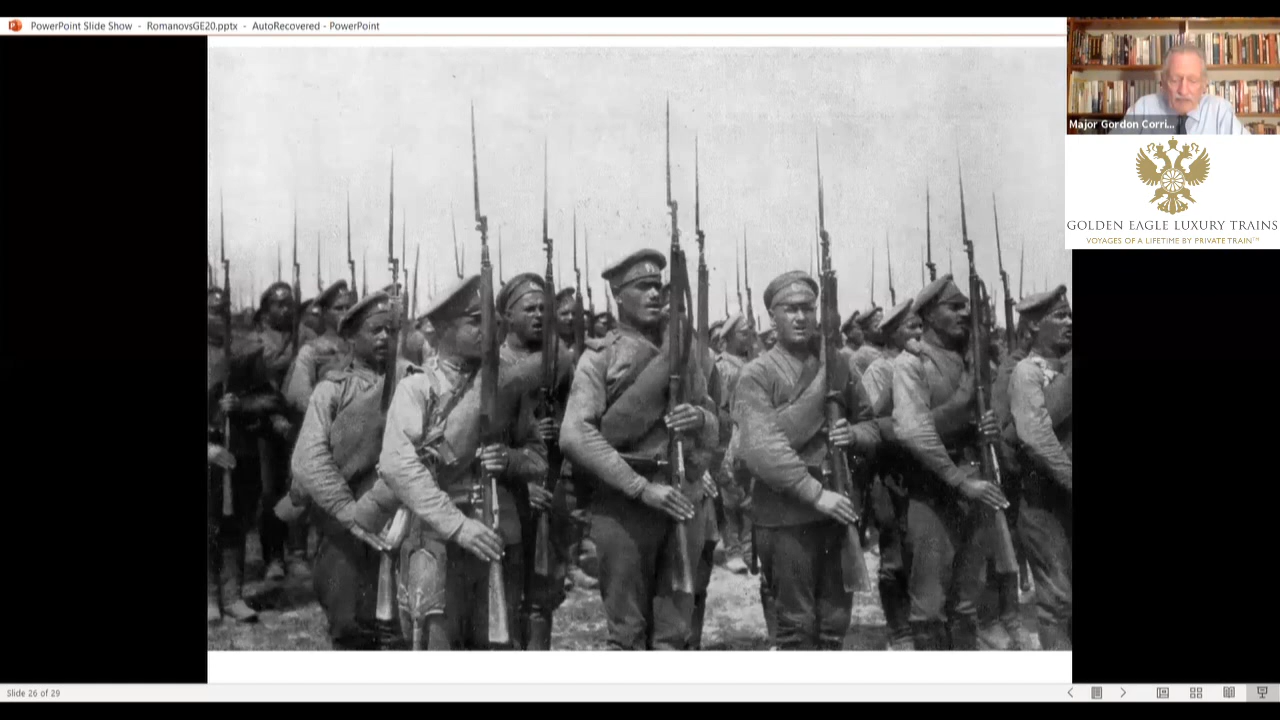 PowerPoint Slide Show - RomanovsGE20.pptx - AutoRecovered - PowerPoint
Major Gordon Corri...
GOLDEN EAGLE LUXURY TRAINS
VOYAGES OF A LIFETIME BY PRIVATE TRAIN™
Slide 26 of 29